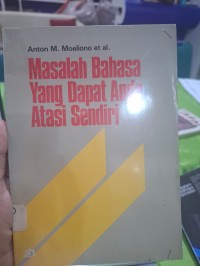 Anton M. Moeliono et al.
Masalah Bahasa
Yang Dapat Anda
Atasi Sendiri